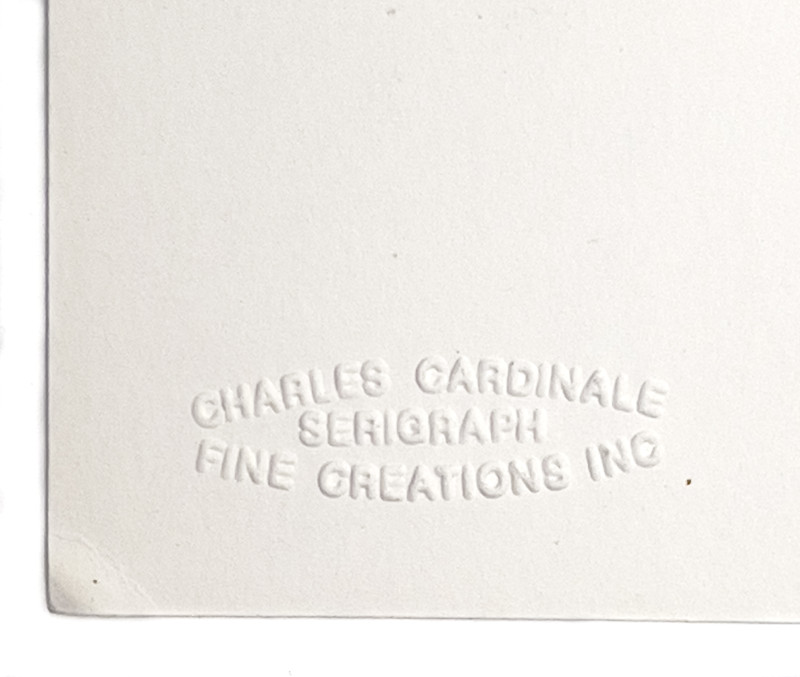 CHARLES CARDINALE
SERIGRAPH
FINE CREATIONS INC